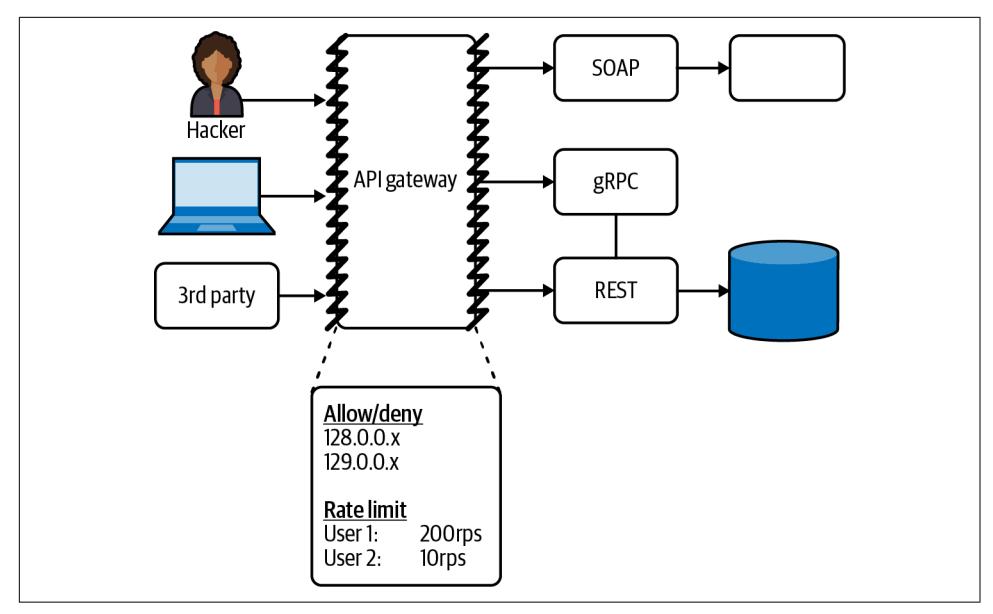 Hacker
3rd party
API gateway
SOAP
gRPC
REST
Allow/deny
128.0.0.x
129.0.0.x
Rate limit
User 1: 200rps
User 2: 10rps